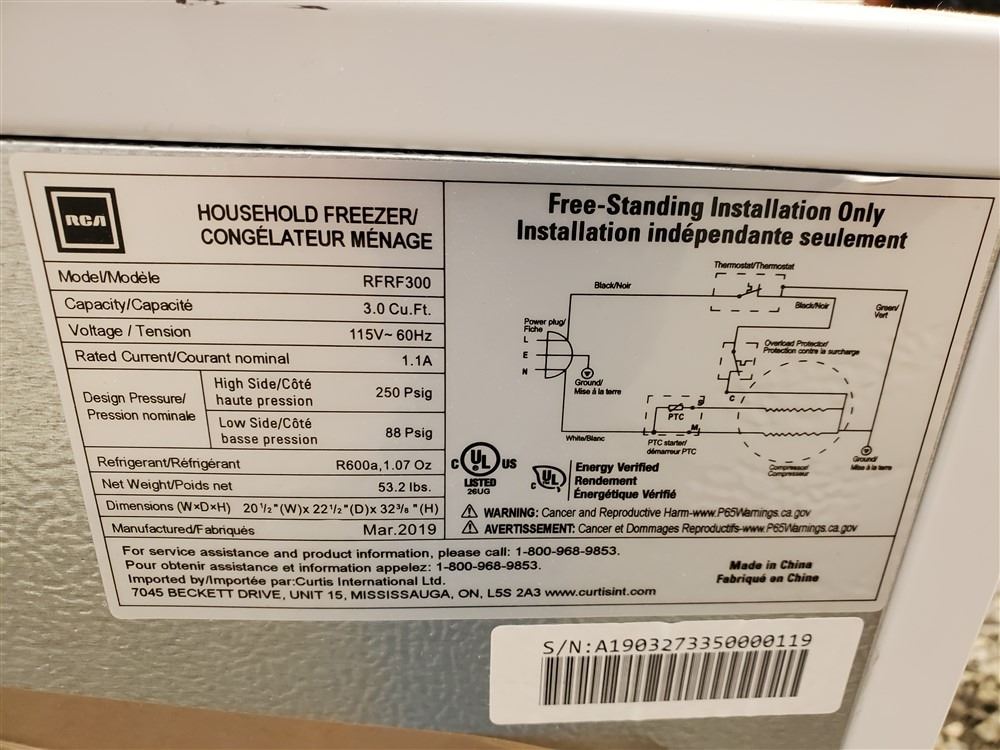 RCA
HOUSEHOLD FREEZER/
CONGÉLATEUR MÉNAGE
Model/Modèle RFRF300
Capacity/Capacité 3.0 Cu.Ft.
Voltage / Tension 115V~ 60Hz
Rated Current/Courant nominal 1.1A
Design Pressure/
Pression nominale
High Side/Côté
haute pression
250 Psig
Low Side/Côté
basse pression
88 Psig
Refrigerant/Réfrigérant R600a,1.07 Oz
Net Weight/Poids net 53.2 lbs.
Dimensions (W×D×H) 20 1/2"(W)x 22 1/2"(D)x 32 3/8 "(H)
Manufactured/Fabriqués Mar.2019
Free-Standing Installation Only
Installation indépendante seulement
Thermostat/Thermostat
Black/Noir
Black/Noir
Green/
Vert
Power plug/
Fiche
L
E
N
Ground/
Mise à la terre
Overload Protector/
Protection contre la surcharge
C
S
PTC
M
White/Blanc
PTC starter/
démarreur PTC
Compressor/
Compresseur
Ground/
Mise à la terre
C UL US
LISTED
26UG
C UL
Energy Verified
Rendement
Énergétique Vérifié
WARNING: Cancer and Reproductive Harm-www.P65Warnings.ca.gov
AVERTISSEMENT: Cancer et Dommages Reproductifs-www.P65Warnings.ca.gov
For service assistance and product information, please call: 1-800-968-9853.
Pour obtenir assistance et information appelez: 1-800-968-9853.
Imported by/Importée par:Curtis International Ltd.
7045 BECKETT DRIVE, UNIT 15, MISSISSAUGA, ON, L5S 2A3 www.curtisint.com
Made in China
Fabriqué en Chine
S/N:A1903273350000119